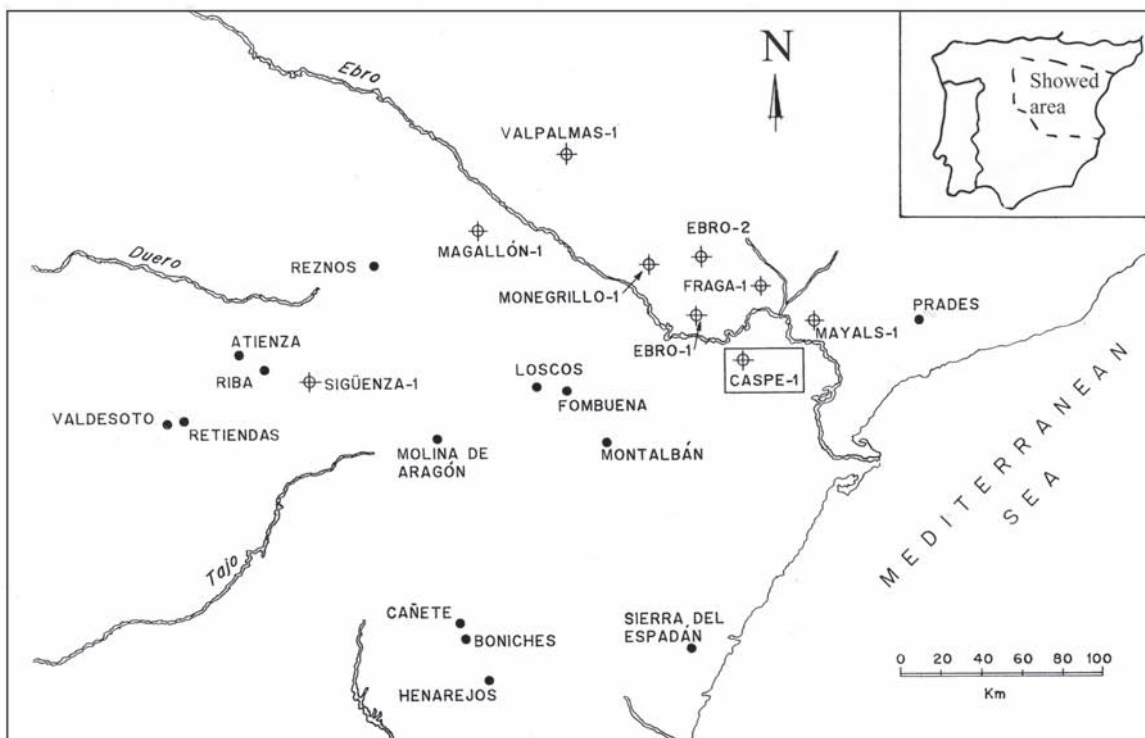 Ebro
N
Showed
area
VALPALMAS-1
Duero
REZNOS
MAGALLÓN-1
EBRO-2
MONEGRILLO-1
FRAGA-1
PRADES
MAYALS-1
EBRO-1
ATIENZA
RIBA
SIGÜENZA-1
LOSCOS
FOMBUENA
CASPE-1
VALDESOTO
RETIENDAS
MOLINA DE
ARAGÓN
MONTALBÁN
MEDITERRANEAN
SEA
Tajo
CAÑETE
BONICHES
HENAREJOS
SIERRA DEL
ESPADÁN
0 20 40 60 80 100
Km